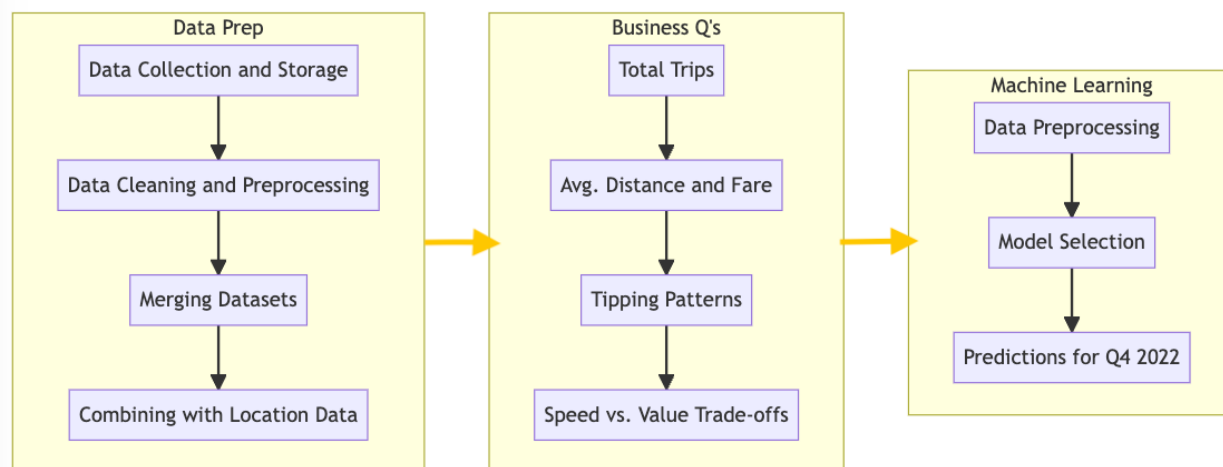 Data Prep
Data Collection and Storage
Data Cleaning and Preprocessing
Merging Datasets
Combining with Location Data
Business Q's
Total Trips
Avg. Distance and Fare
Tipping Patterns
Speed vs. Value Trade-offs
Machine Learning
Data Preprocessing
Model Selection
Predictions for Q4 2022